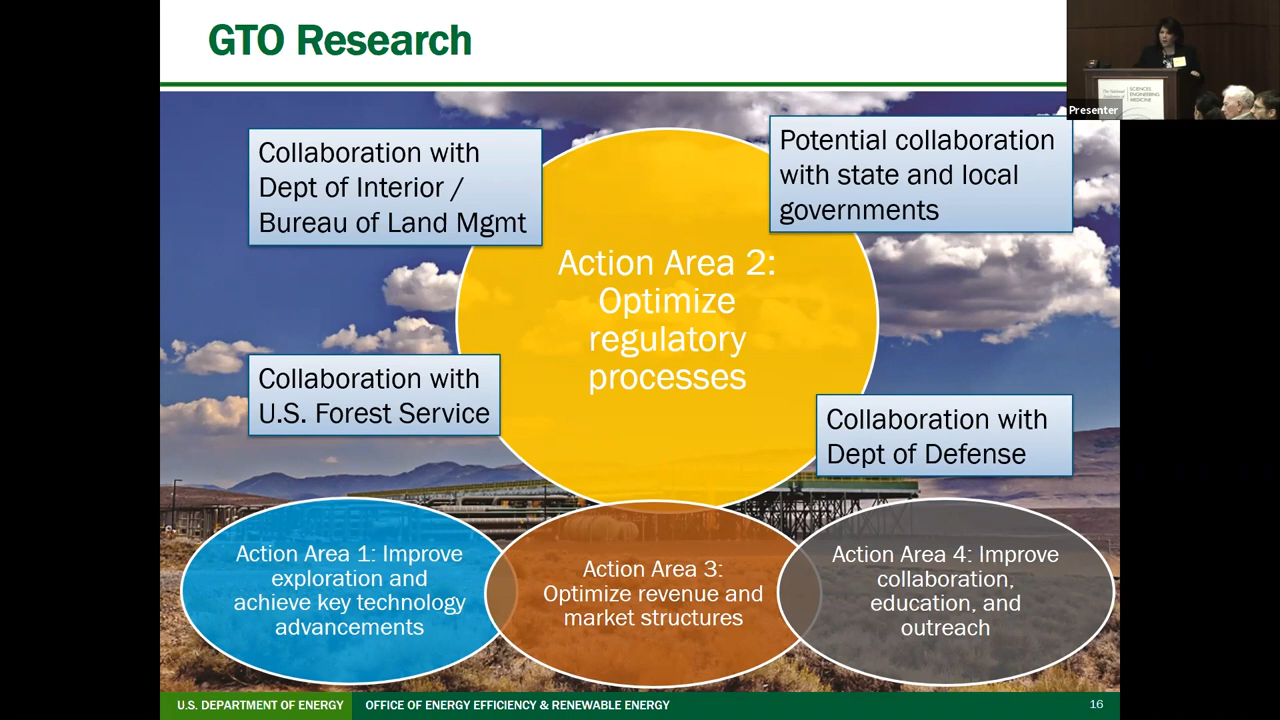 GTO Research
Presenter
SCIENCES
ENGINEERING
MEDICINE
Collaboration with
Dept of Interior /
Bureau of Land Mgmt
Potential collaboration
with state and local
governments
Action Area 2:
Optimize
regulatory
processes
Collaboration with
U.S. Forest Service
Collaboration with
Dept of Defense
Action Area 1: Improve
exploration and
achieve key technology
advancements
Action Area 3:
Optimize revenue and
market structures
Action Area 4: Improve
collaboration,
education, and
outreach
U.S. DEPARTMENT OF ENERGY
OFFICE OF ENERGY EFFICIENCY & RENEWABLE ENERGY
16